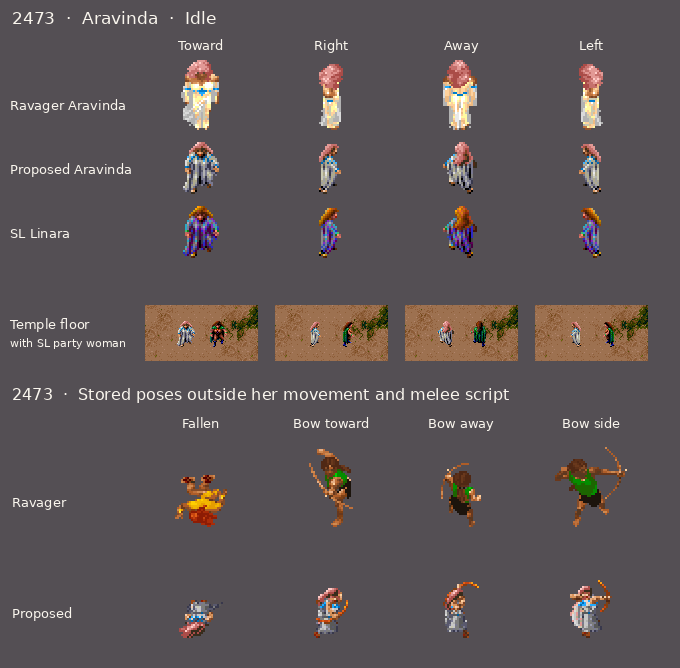 2473 · Aravinda · Idle
Toward Right Away Left
Ravager Aravinda
Proposed Aravinda
SL Linara
Temple floor
with SL party woman
2473 · Stored poses outside her movement and melee script
Fallen Bow toward Bow away Bow side
Ravager
Proposed